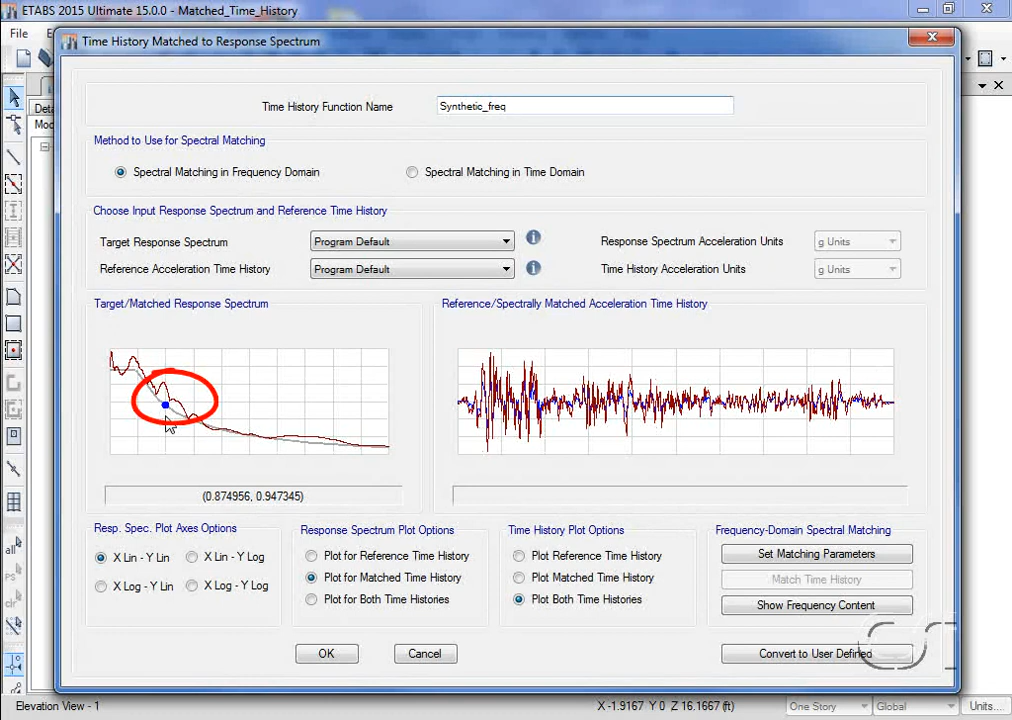 ETABS 2015 Ultimate 15.0.0 - Matched_Time_History
File
Time History Matched to Response Spectrum
Time History Function Name
Synthetic_freq
Method to Use for Spectral Matching
Spectral Matching in Frequency Domain
Spectral Matching in Time Domain
Choose Input Response Spectrum and Reference Time History
Target Response Spectrum
Program Default
Response Spectrum Acceleration Units
g Units
Reference Acceleration Time History
Program Default
Time History Acceleration Units
g Units
Target/Matched Response Spectrum
Reference/Spectrally Matched Acceleration Time History
(0.874956, 0.947345)
Resp. Spec. Plot Axes Options
X Lin - Y Lin
X Lin - Y Log
X Log - Y Lin
X Log - Y Log
Response Spectrum Plot Options
Plot for Reference Time History
Plot for Matched Time History
Plot for Both Time Histories
Time History Plot Options
Plot Reference Time History
Plot Matched Time History
Plot Both Time Histories
Frequency-Domain Spectral Matching
Set Matching Parameters
Match Time History
Show Frequency Content
OK
Cancel
Convert to User Defined
all
PS
clr
Elevation View - 1
X -1.9167 Y 0 Z 16.1667 (ft)
One Story
Global
Units...